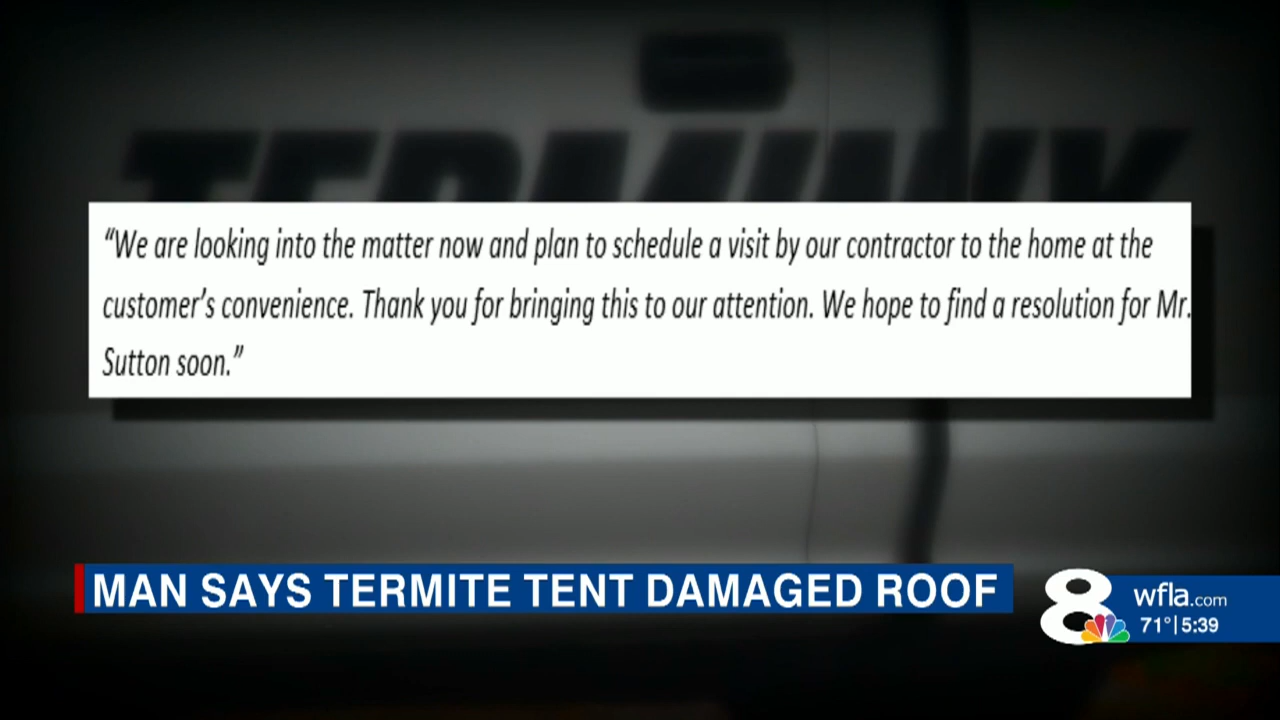 TERMINIX
“We are looking into the matter now and plan to schedule a visit by our contractor to the home at the
customer’s convenience. Thank you for bringing this to our attention. We hope to find a resolution for Mr.
Sutton soon.”
MAN SAYS TERMITE TENT DAMAGED ROOF
8
wfla.com
71°|5:39